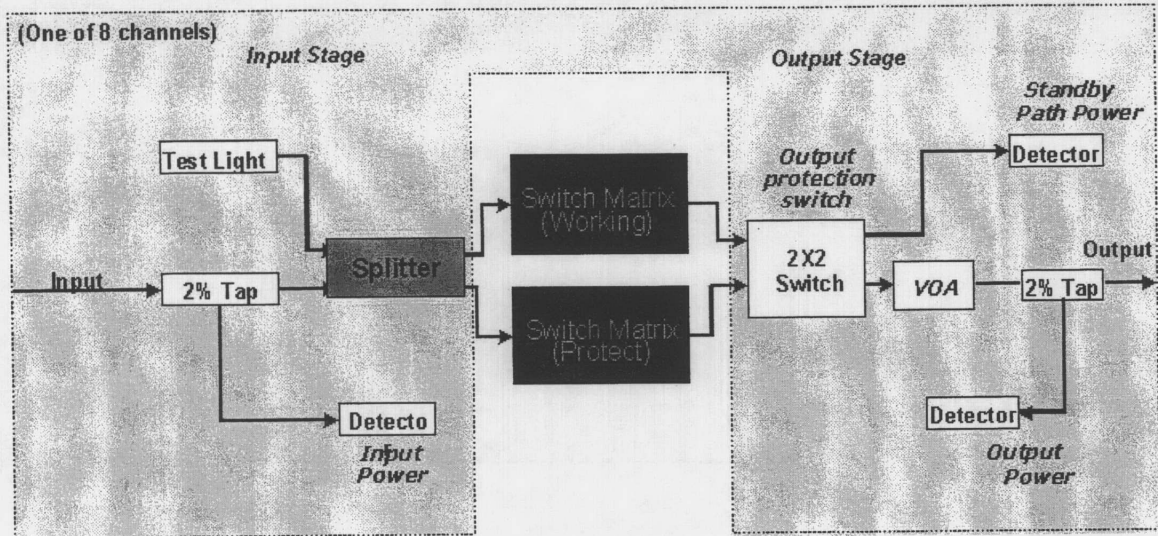 (One of 8 channels)
Input Stage
Output Stage
Standby
Path Power
Test Light
Detector
Output
protection
switch
Switch Matrix
(Working)
Splitter
Input
2% Tap
2X2
Switch
VOA
2% Tap
Output
Switch Matrix
(Protect)
Detecto
Input
Power
Detector
Output
Power